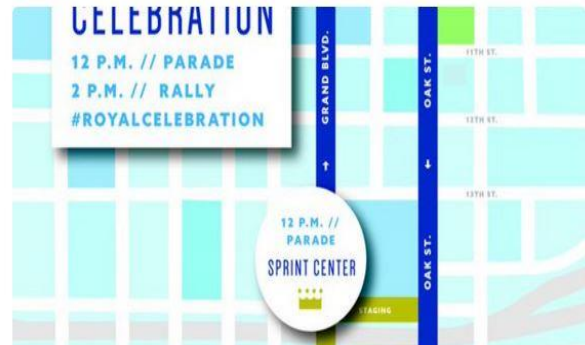 CELEBRATION
12 P.M. // PARADE
2 P.M. // RALLY
#ROYALCELEBRATION
GRAND BLVD.
OAK ST.
11TH ST.
12TH ST.
13TH ST.
12 P.M. //
PARADE
SPRINT CENTER
OAK ST.
STAGING